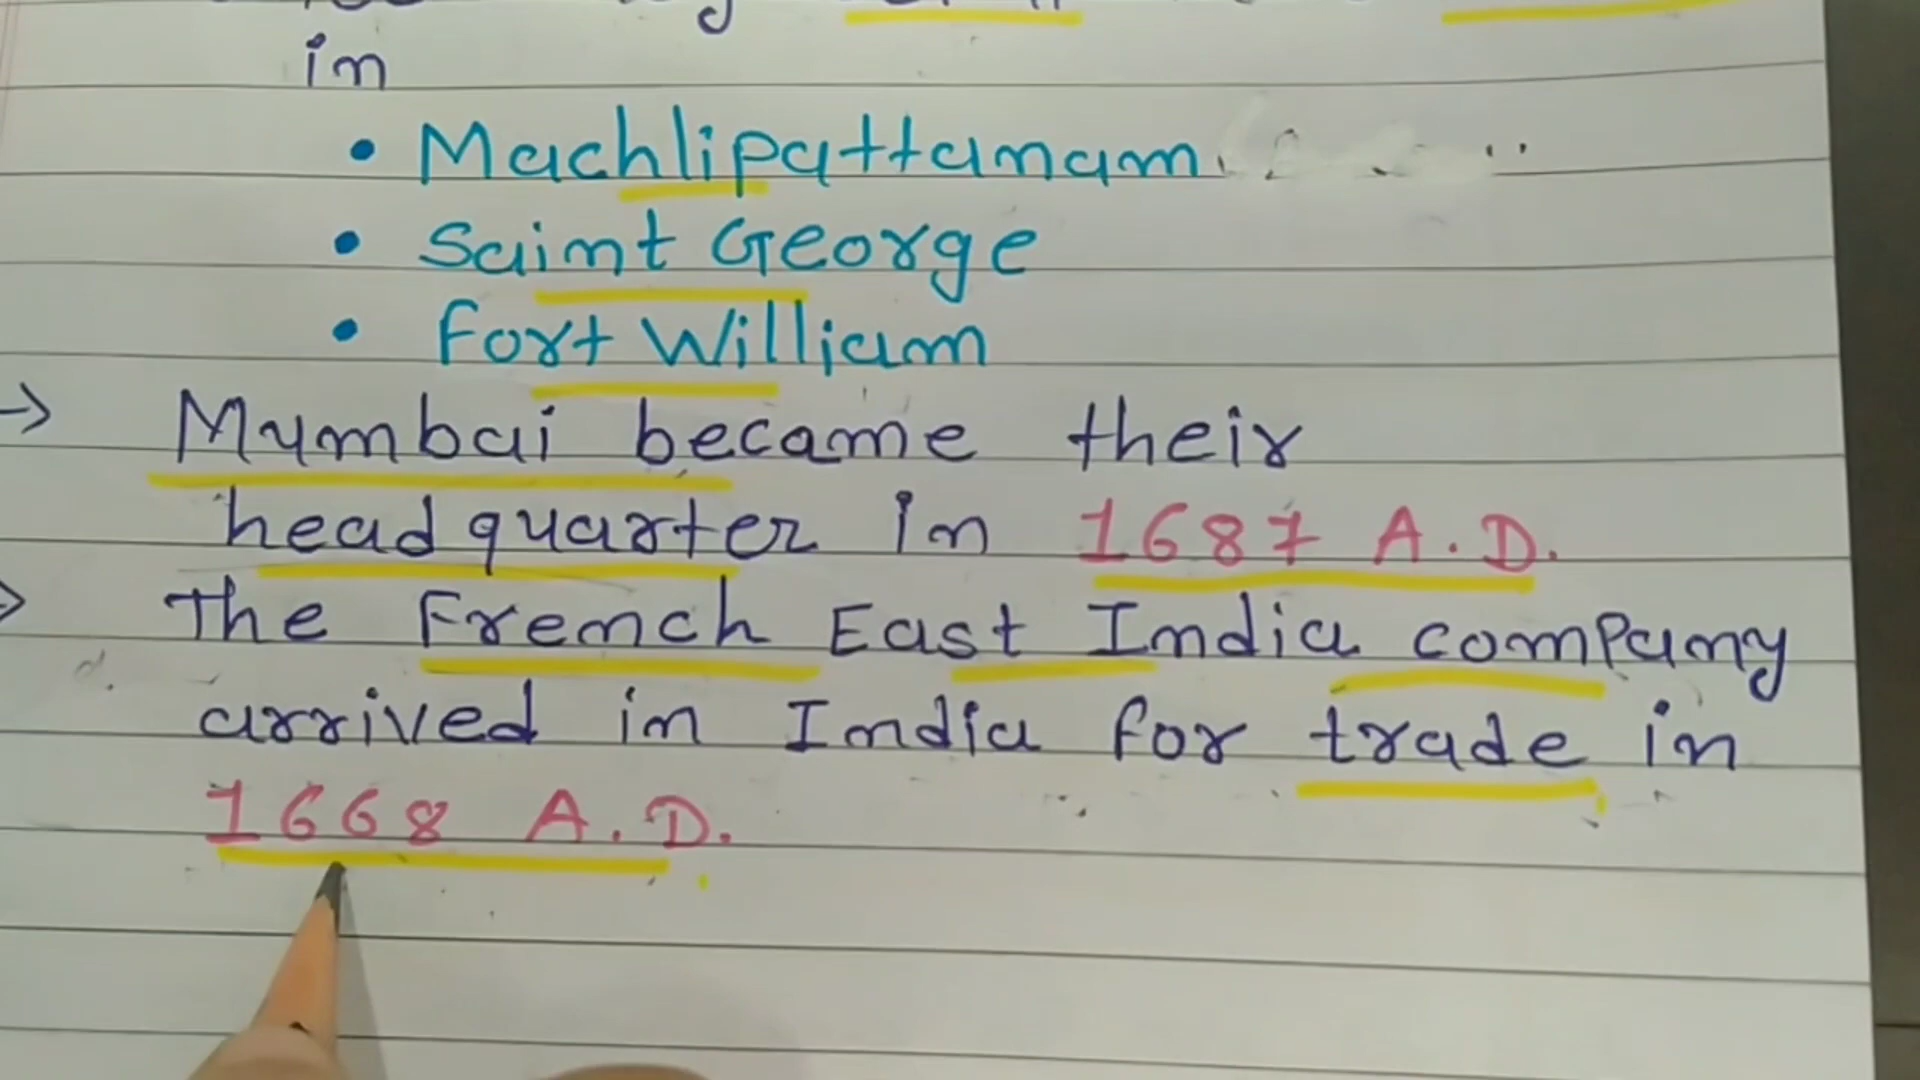 in
• Machlipattanam
• Saint George
• Fort William
→ Mumbai became their
headquarter in 1687 A.D.
→ The French East India company
arrived in India for trade in
1668 A.D.